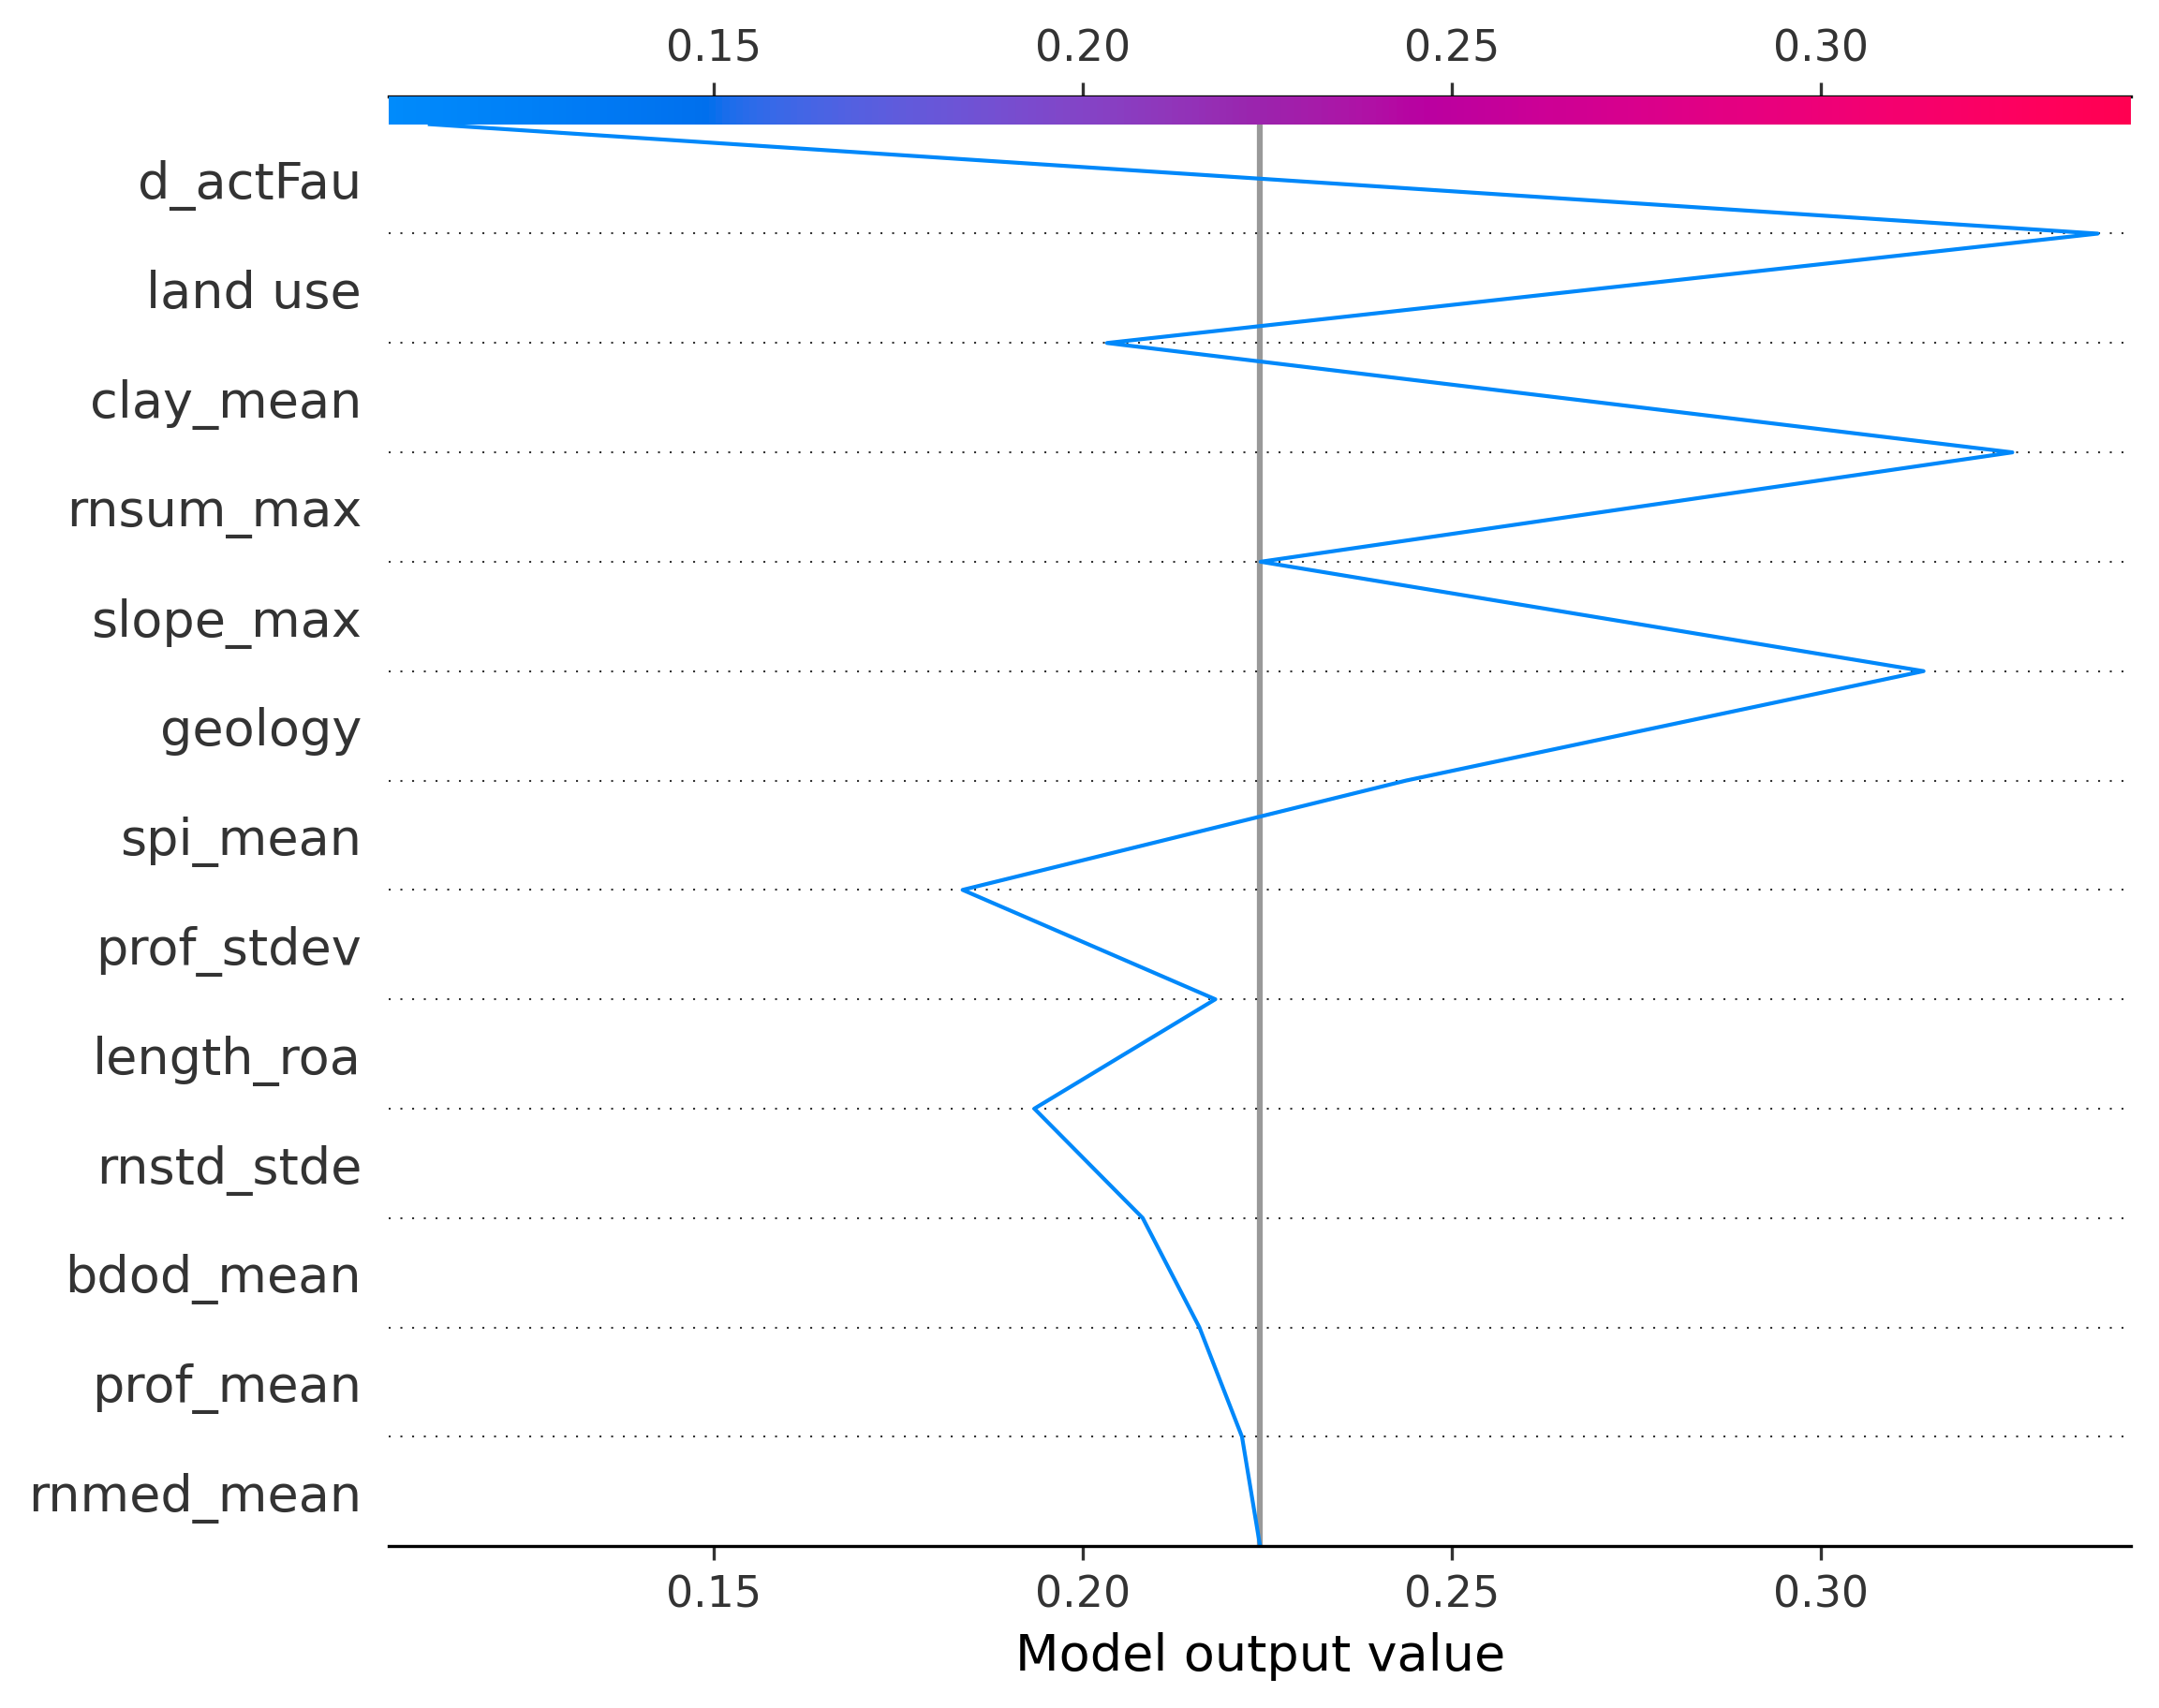 0.15 0.20 0.25 0.30
d_actFau
land use
clay_mean
rnsum_max
slope_max
geology
spi_mean
prof_stdev
length_roa
rnstd_stde
bdod_mean
prof_mean
rnmed_mean
0.15 0.20 0.25 0.30
Model output value